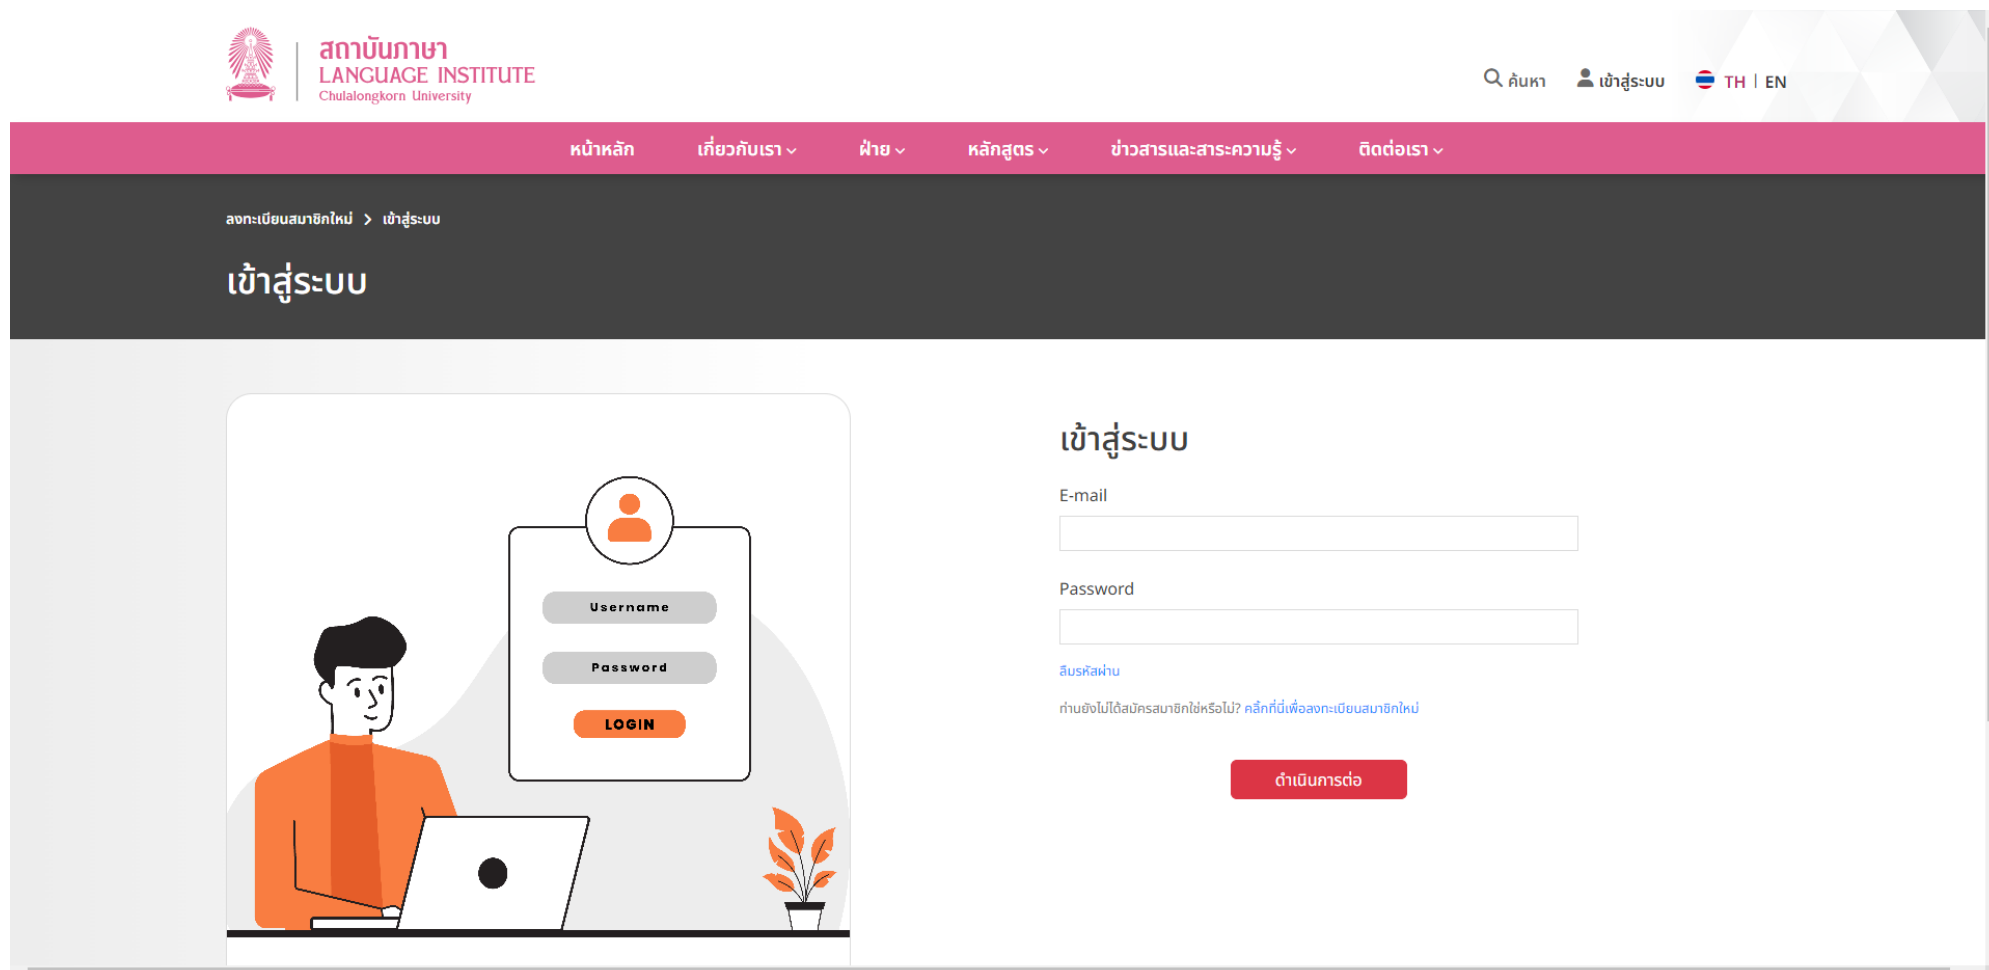 สถาบันภาษา
LANGUAGE INSTITUTE
Chulalongkorn University
ค้นหา เข้าสู่ระบบ TH | EN
หน้าหลัก เกี่ยวกับเรา ฝ่าย หลักสูตร ข่าวสารและสาระความรู้ ติดต่อเรา
ลงทะเบียนสมาชิกใหม่ > เข้าสู่ระบบ
เข้าสู่ระบบ
Username
Password
LOGIN
เข้าสู่ระบบ
E-mail
Password
ลืมรหัสผ่าน
ท่านยังไม่ได้สมัครสมาชิกใช่หรือไม่? คลิ๊กที่นี่เพื่อลงทะเบียนสมาชิกใหม่
ดำเนินการต่อ